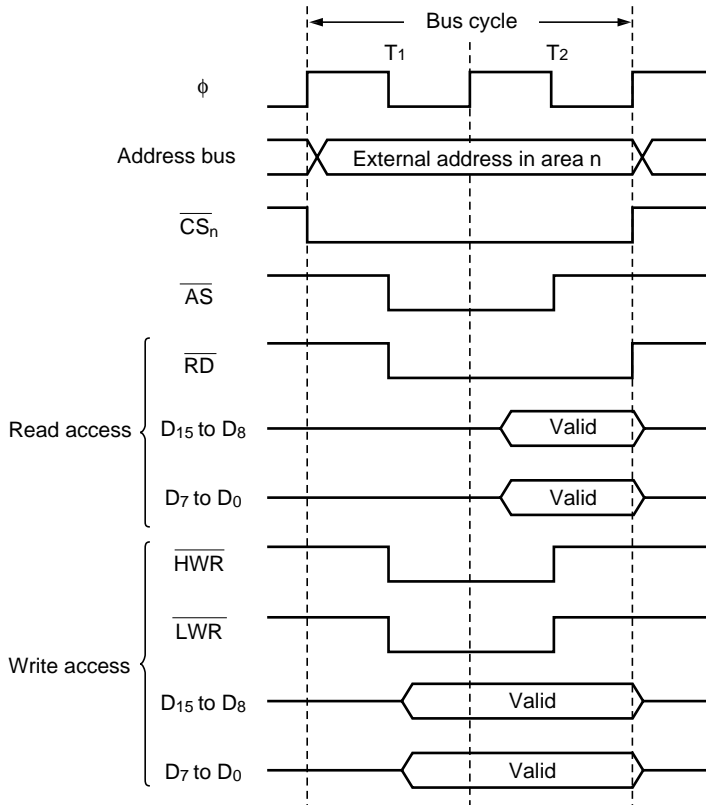 Bus cycle
T1 T2
ϕ
Address bus External address in area n
CSn
AS
RD
Read access
D15 to D8 Valid
D7 to D0 Valid
HWR
LWR
Write access
D15 to D8 Valid
D7 to D0 Valid